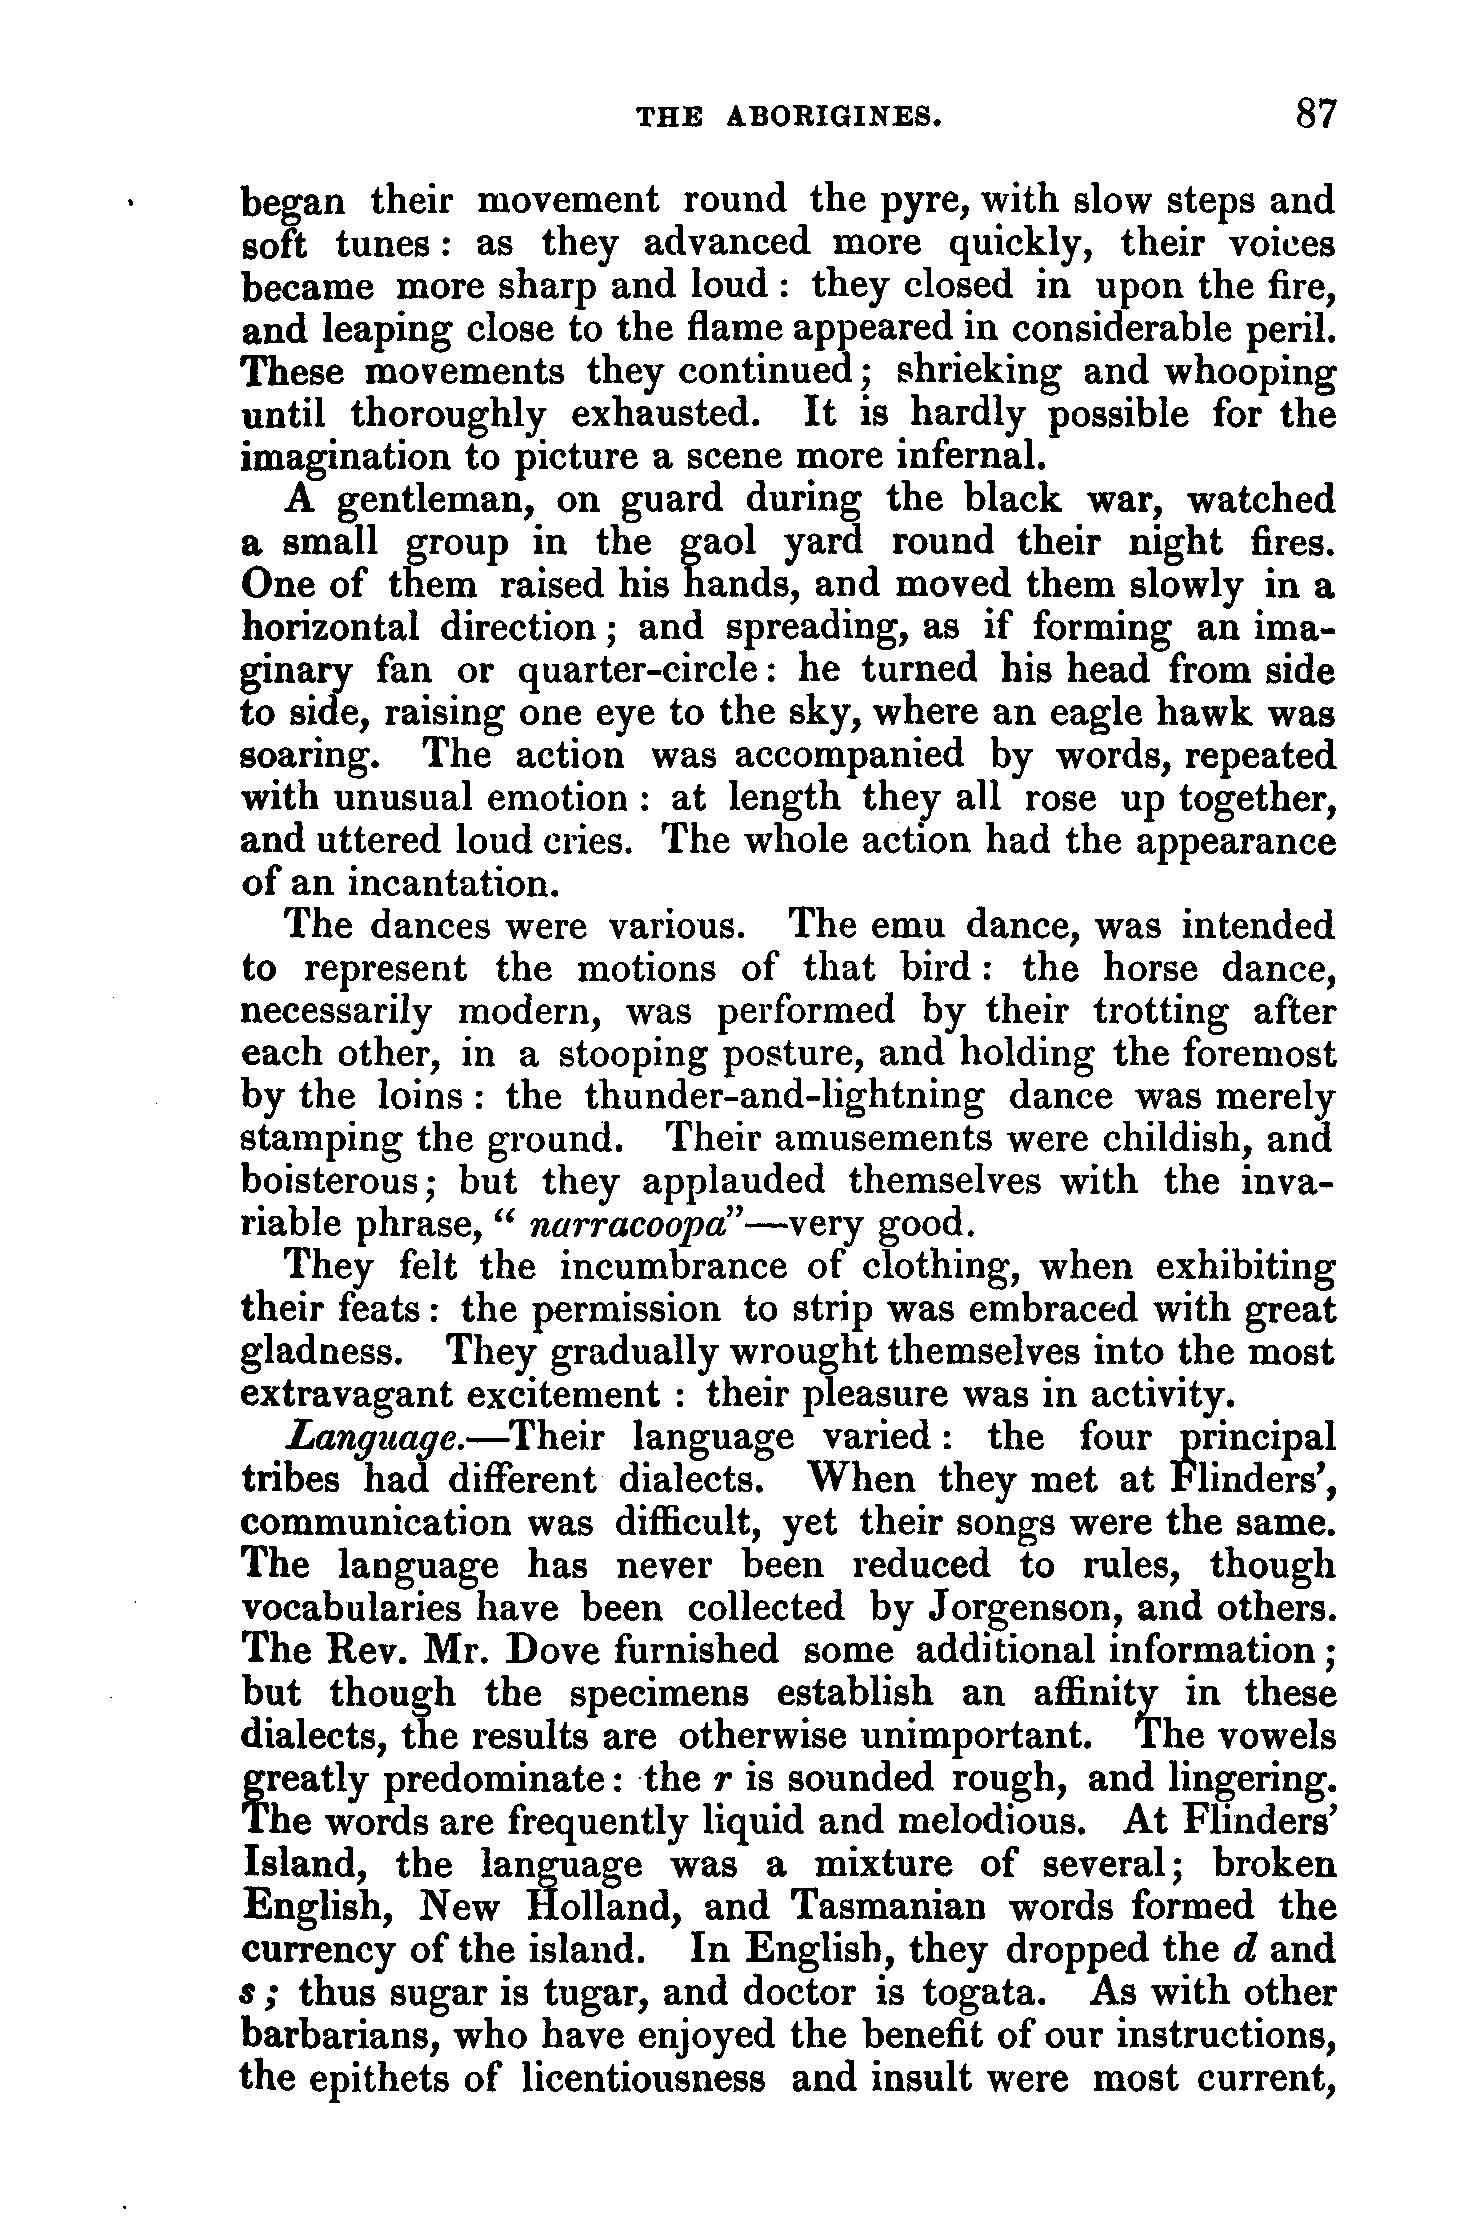 THE ABORIGINES. 87
began their movement round the pyre, with slow steps and
soft tunes : as they advanced more quickly, their voices
became more sharp and loud : they closed in upon the fire,
and leaping close to the flame appeared in considerable peril.
These movements they continued ; shrieking and whooping
until thoroughly exhausted. It is hardly possible for the
imagination to picture a scene more infernal.
A gentleman, on guard during the black war, watched
a small group in the gaol yard round their night fires.
One of them raised his hands, and moved them slowly in a
horizontal direction ; and spreading, as if forming an ima-
ginary fan or quarter-circle : he turned his head from side
to side, raising one eye to the sky, where an eagle hawk was
soaring. The action was accompanied by words, repeated
with unusual emotion : at length they all rose up together,
and uttered loud cries. The whole action had the appearance
of an incantation.
The dances were various. The emu dance, was intended
to represent the motions of that bird : the horse dance,
necessarily modern, was performed by their trotting after
each other, in a stooping posture, and holding the foremost
by the loins : the thunder-and-lightning dance was merely
stamping the ground. Their amusements were childish, and
boisterous ; but they applauded themselves with the inva-
riable phrase, “ narracoopa”—very good.
They felt the incumbrance of clothing, when exhibiting
their feats : the permission to strip was embraced with great
gladness. They gradually wrought themselves into the most
extravagant excitement : their pleasure was in activity.
Language.—Their language varied : the four principal
tribes had different dialects. When they met at Flinders’,
communication was difficult, yet their songs were the same.
The language has never been reduced to rules, though
vocabularies have been collected by Jorgenson, and others.
The Rev. Mr. Dove furnished some additional information ;
but though the specimens establish an affinity in these
dialects, the results are otherwise unimportant. The vowels
greatly predominate : the r is sounded rough, and lingering.
The words are frequently liquid and melodious. At Flinders’
Island, the language was a mixture of several ; broken
English, New Holland, and Tasmanian words formed the
currency of the island. In English, they dropped the d and
s ; thus sugar is tugar, and doctor is togata. As with other
barbarians, who have enjoyed the benefit of our instructions,
the epithets of licentiousness and insult were most current,